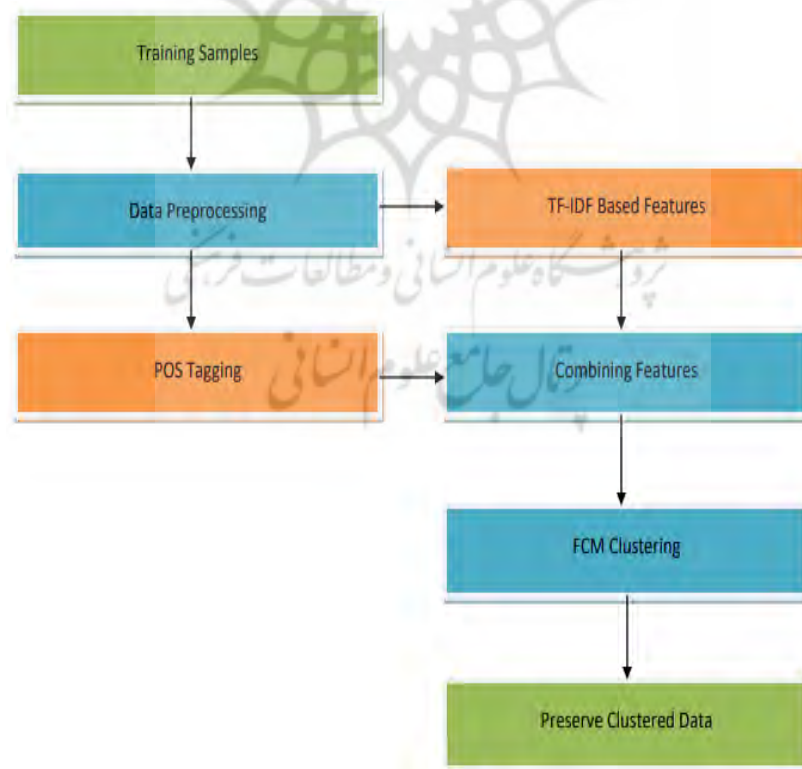 Training Samples
Data Preprocessing
TF-IDF Based Features
پژوهشگاه علوم انسانی و مطالعات فرهنگی
POS Tagging
Combining Features
پرتال جامع علوم انسانی
FCM Clustering
Preserve Clustered Data